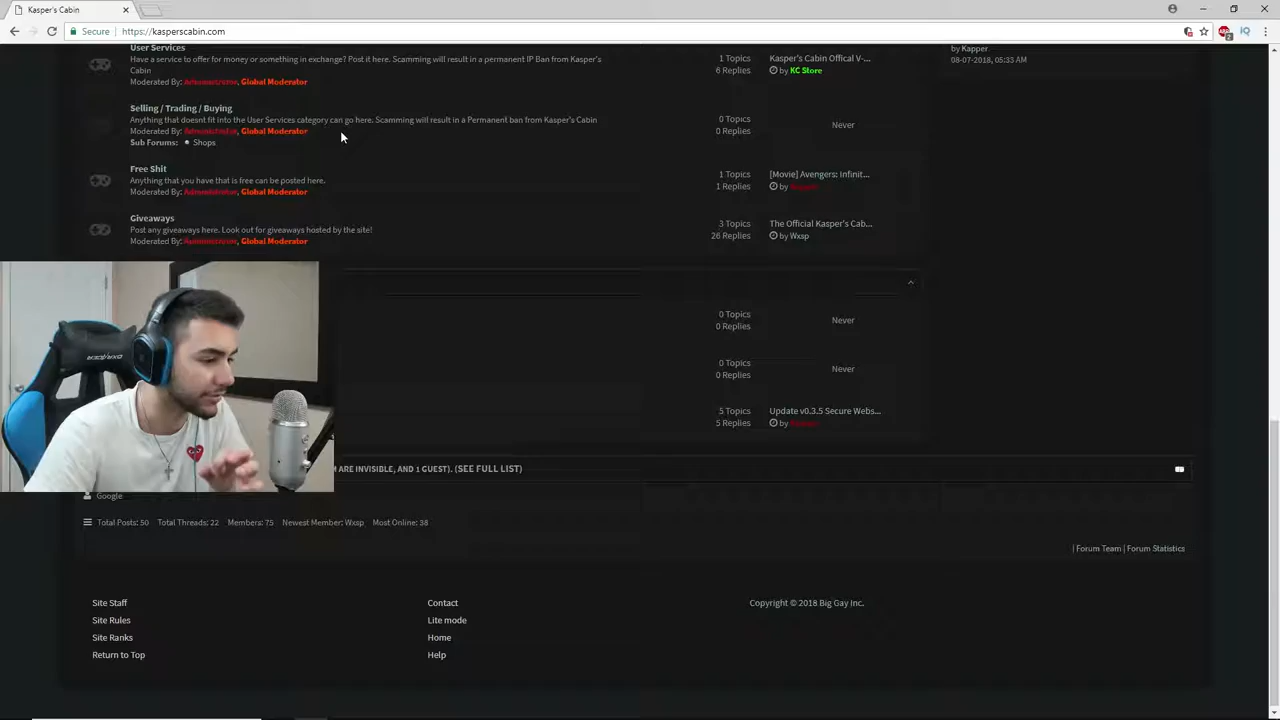 Kasper's Cabin
Secure
https://kasperscabin.com
User Services
Have a service to offer for money or something in exchange? Post it here. Scamming will result in a permanent IP Ban from Kasper's
Cabin
Moderated By: Administrator, Global Moderator
1 Topics
6 Replies
Kasper's Cabin Offical V-...
by KC Store
by Kapper
08-07-2018, 05:33 AM
Selling / Trading / Buying
Anything that doesnt fit into the User Services category can go here. Scamming will result in a Permanent ban from Kasper's Cabin
Moderated By: Administrator, Global Moderator
Sub Forums: Shops
0 Topics
0 Replies
Never
Free Shit
Anything that you have that is free can be posted here.
Moderated By: Administrator, Global Moderator
1 Topics
1 Replies
[Movie] Avengers: Infinit...
by
Giveaways
Post any giveaways here. Look out for giveaways hosted by the site!
Moderated By: Administrator, Global Moderator
3 Topics
26 Replies
The Official Kasper's Cab...
by Wxsp
0 Topics
0 Replies
Never
0 Topics
0 Replies
Never
5 Topics
5 Replies
Update v0.3.5 Secure Webs...
by
ARE INVISIBLE, AND 1 GUEST). (SEE FULL LIST)
Google
Total Posts: 50 Total Threads: 22 Members: 75 Newest Member: Wxsp Most Online: 38
| Forum Team | Forum Statistics
Site Staff
Site Rules
Site Ranks
Return to Top
Contact
Lite mode
Home
Help
Copyright © 2018 Big Gay Inc.